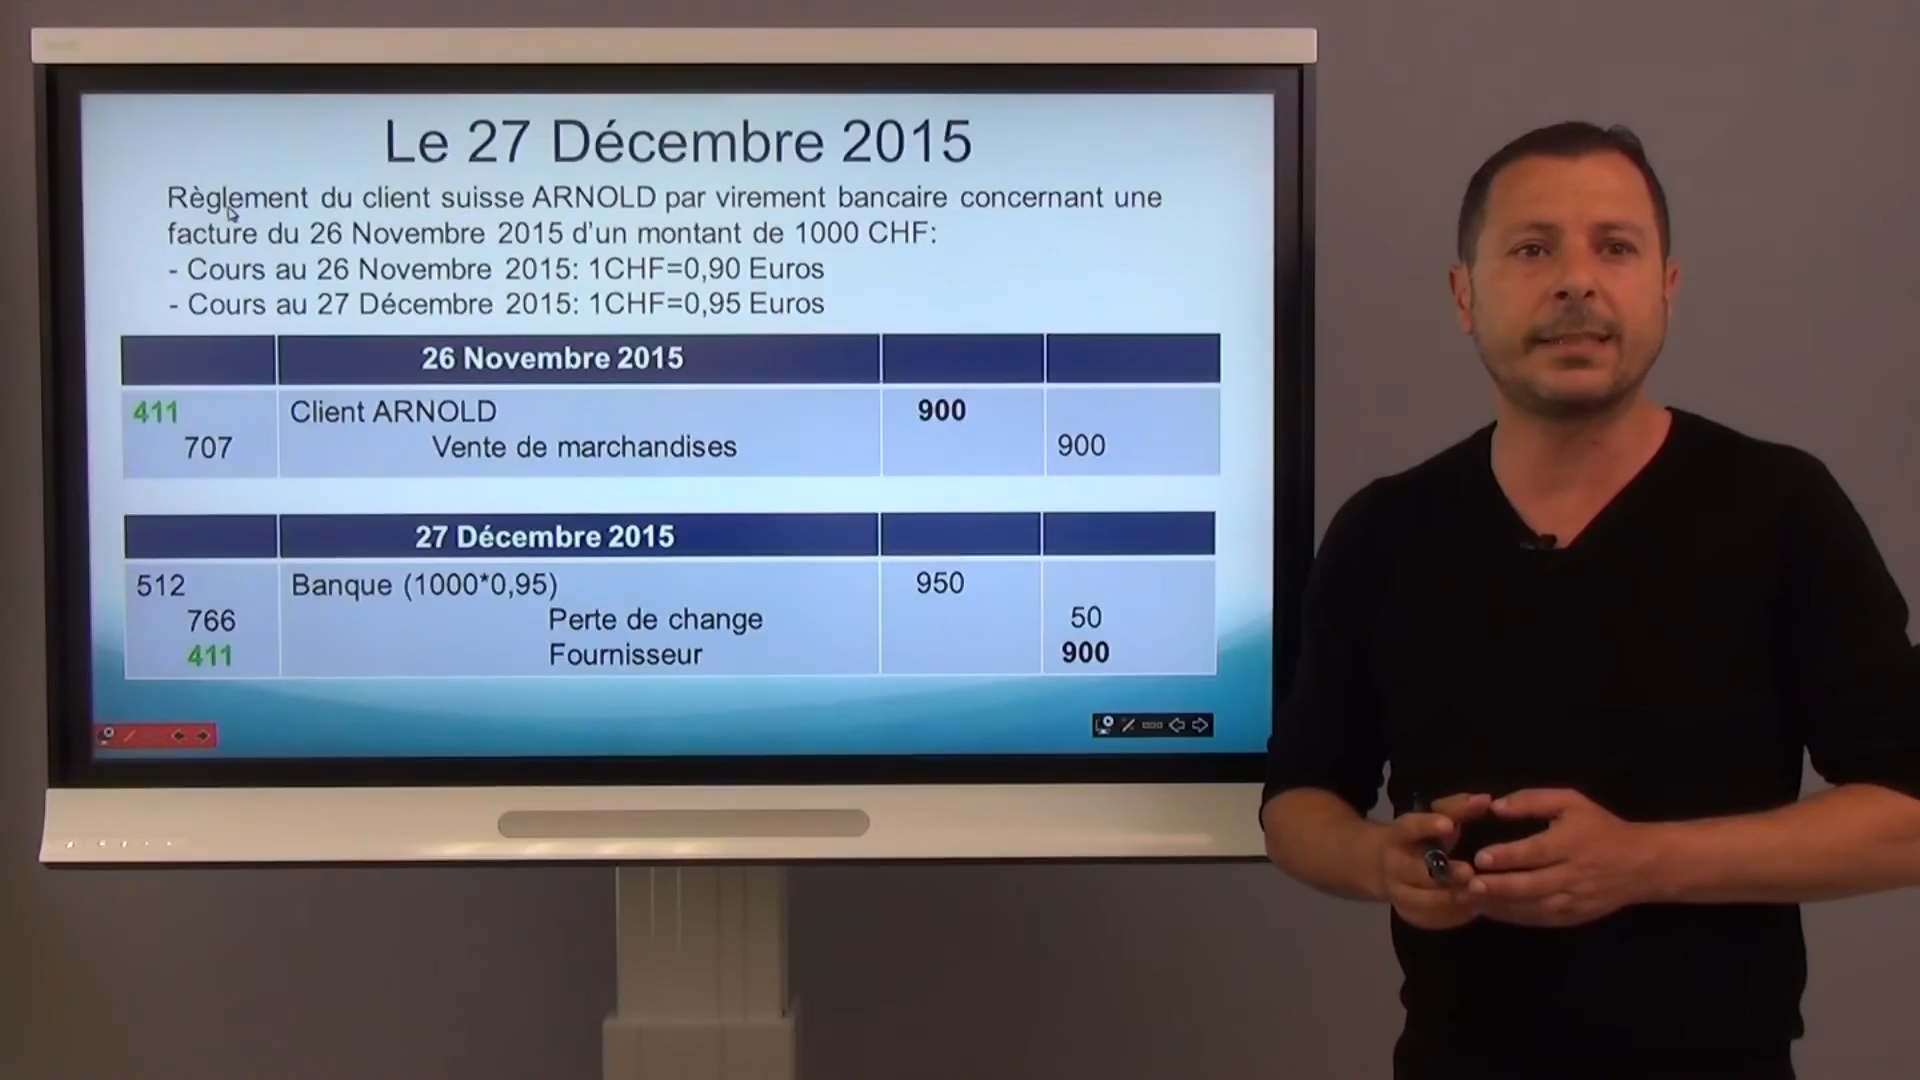 Le 27 Décembre 2015
Règlement du client suisse ARNOLD par virement bancaire concernant une
facture du 26 Novembre 2015 d'un montant de 1000 CHF:
- Cours au 26 Novembre 2015: 1CHF=0,90 Euros
- Cours au 27 Décembre 2015: 1CHF=0,95 Euros
26 Novembre 2015
411 Client ARNOLD 900
707 Vente de marchandises 900
27 Décembre 2015
512 Banque (1000*0,95) 950
766 Perte de change 50
411 Fournisseur 900